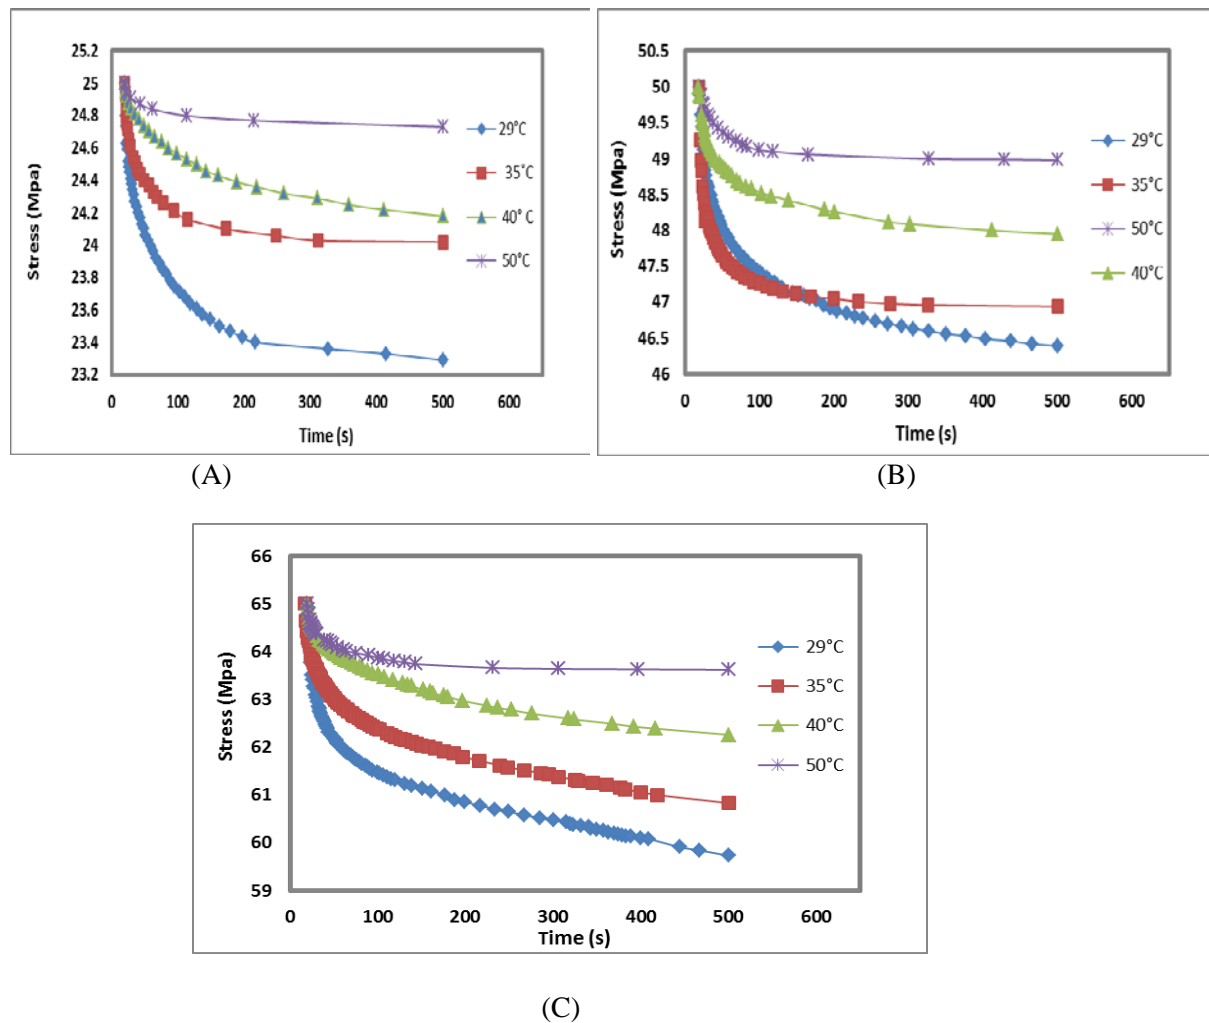 25.2
25
24.8
24.6
24.4
24.2
24
23.8
23.6
23.4
23.2
Stress (Mpa)
0 100 200 300 400 500 600
Time (s)
29°C
35°C
40° C
50°C
(A)
50.5
50
49.5
49
48.5
48
47.5
47
46.5
46
Stress (Mpa)
0 100 200 300 400 500 600
Time (s)
29°C
35°C
50°C
40°C
(B)
66
65
64
63
62
61
60
59
Stress (Mpa)
0 100 200 300 400 500 600
Time (s)
29°C
35°C
40°C
50°C
(C)